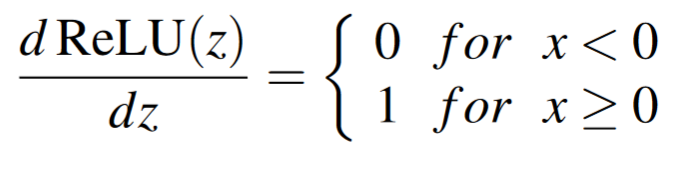 d ReLU(z) / dz = { 0 for x < 0
1 for x ≥ 0